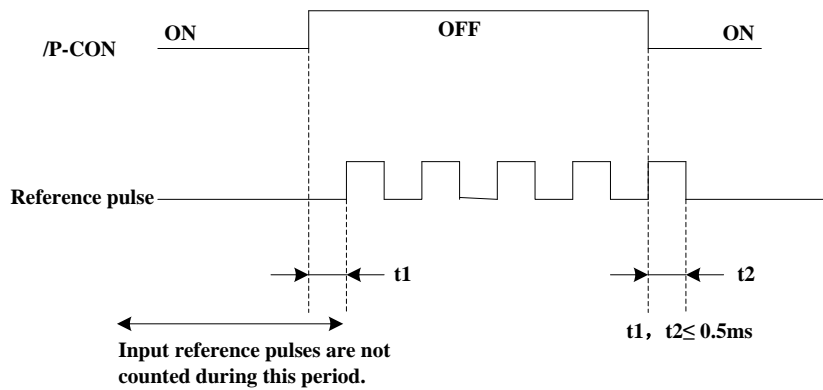 ON
OFF
ON
/P-CON
Reference pulse
t1
t2
t1，t2≤ 0.5ms
Input reference pulses are not
counted during this period.